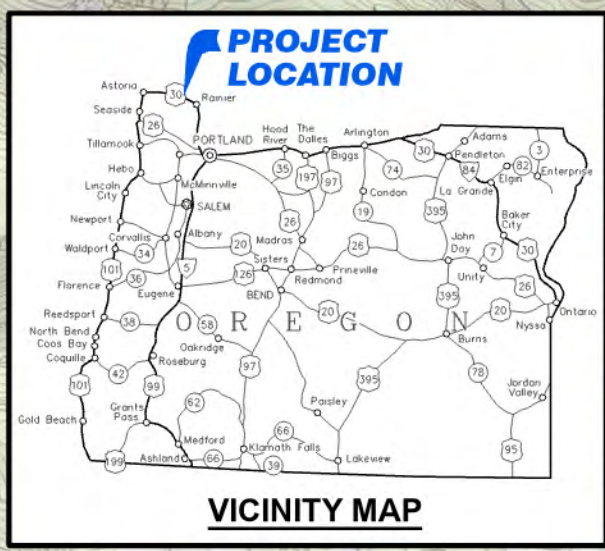 PROJECT
LOCATION
Astoria
30
Rainier
Seaside
26
Tillamook
PORTLAND
Hood
River
The
Dalles
Arlington
Adams
3
30
Pendleton
Biggs
35
197
97
74
84
82
Hebo
McMinnville
Condon
La Grande
Elgin
Enterprise
Lincoln
City
SALEM
19
395
Baker
City
Newport
26
Albany
Corvallis
20
Madras
26
John
Day
7
30
Waldport
34
Sisters
Prineville
101
36
5
126
Redmond
Unity
26
Florence
Eugene
BEND
395
Ontario
20
20
Reedsport
38
OREGON
58
Nyssa
North Bend
Coos Bay
Oakridge
Burns
Coquille
Roseburg
97
78
42
395
Jordan
Valley
101
99
Paisley
62
Gold Beach
Grants
Pass
Medford
66
95
Klamath Falls
199
Ashland
66
39
Lakeview
VICINITY MAP